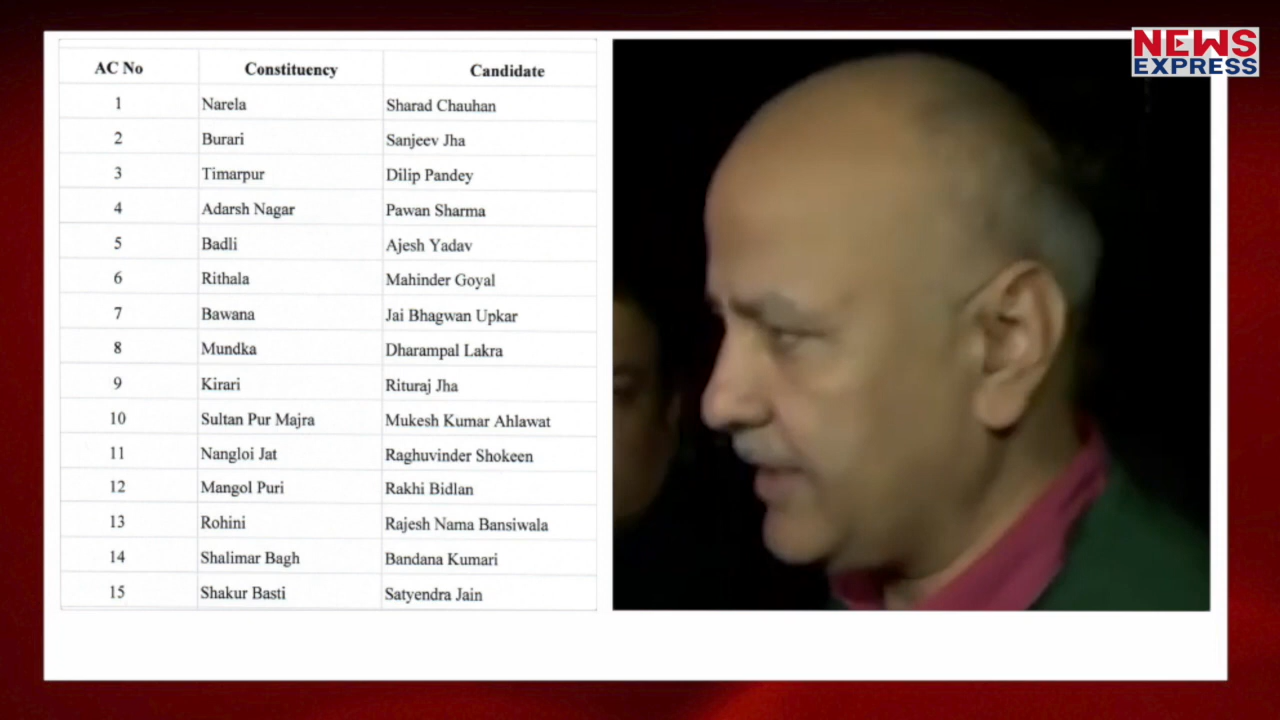 AC No Constituency Candidate
1 Narela Sharad Chauhan
2 Burari Sanjeev Jha
3 Timarpur Dilip Pandey
4 Adarsh Nagar Pawan Sharma
5 Badli Ajesh Yadav
6 Rithala Mahinder Goyal
7 Bawana Jai Bhagwan Upkar
8 Mundka Dharampal Lakra
9 Kirari Rituraj Jha
10 Sultan Pur Majra Mukesh Kumar Ahlawat
11 Nangloi Jat Raghuvinder Shokeen
12 Mangol Puri Rakhi Bidlan
13 Rohini Rajesh Nama Bansiwala
14 Shalimar Bagh Bandana Kumari
15 Shakur Basti Satyendra Jain
NEWS
EXPRESS